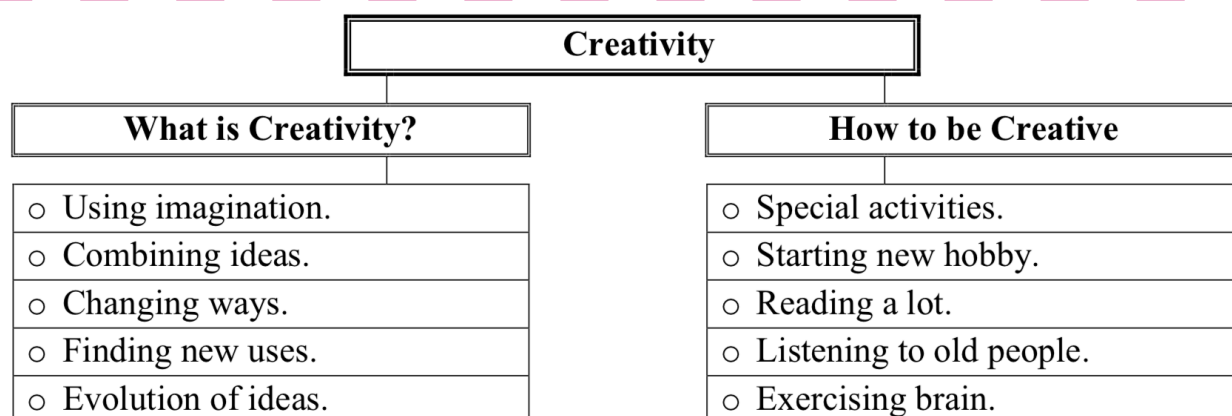 Creativity
What is Creativity?
○ Using imagination.
○ Combining ideas.
○ Changing ways.
○ Finding new uses.
○ Evolution of ideas.
How to be Creative
○ Special activities.
○ Starting new hobby.
○ Reading a lot.
○ Listening to old people.
○ Exercising brain.